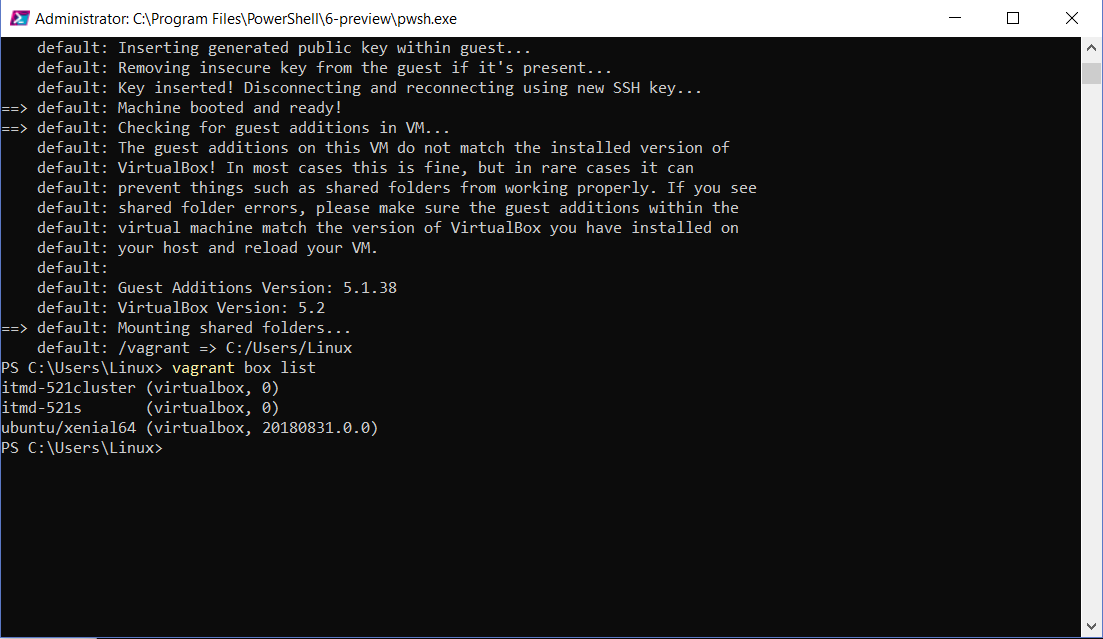 Administrator: C:\Program Files\PowerShell\6-preview\pwsh.exe
    default: Inserting generated public key within guest...
    default: Removing insecure key from the guest if it's present...
    default: Key inserted! Disconnecting and reconnecting using new SSH key...
==> default: Machine booted and ready!
==> default: Checking for guest additions in VM...
    default: The guest additions on this VM do not match the installed version of
    default: VirtualBox! In most cases this is fine, but in rare cases it can
    default: prevent things such as shared folders from working properly. If you see
    default: shared folder errors, please make sure the guest additions within the
    default: virtual machine match the version of VirtualBox you have installed on
    default: your host and reload your VM.
    default:
    default: Guest Additions Version: 5.1.38
    default: VirtualBox Version: 5.2
==> default: Mounting shared folders...
    default: /vagrant => C:/Users/Linux
PS C:\Users\Linux> vagrant box list
itmd-521cluster (virtualbox, 0)
itmd-521s       (virtualbox, 0)
ubuntu/xenial64 (virtualbox, 20180831.0.0)
PS C:\Users\Linux>